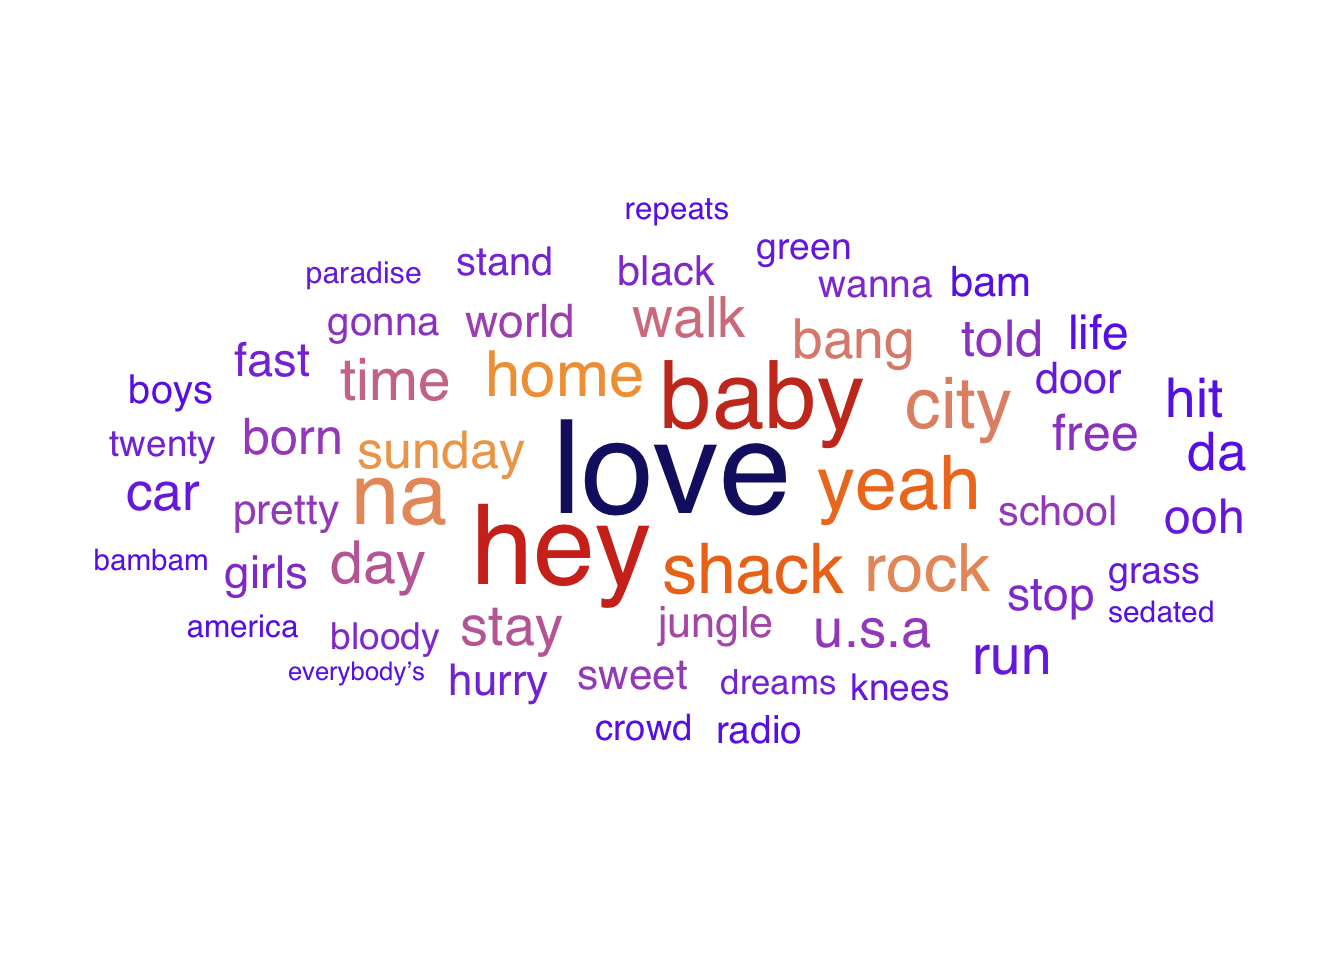 repeats
green
stand
black
paradise
wanna
bam
gonna
world
walk
bang
told
life
fast
time
home
baby
city
door
boys
hit
twenty
born
sunday
love
free
da
car
pretty
na
yeah
school
ooh
bambam
girls
day
hey
shack
rock
stop
grass
sedated
america
bloody
stay
jungle
u.s.a
run
everybody’s
hurry
sweet
dreams
knees
crowd
radio